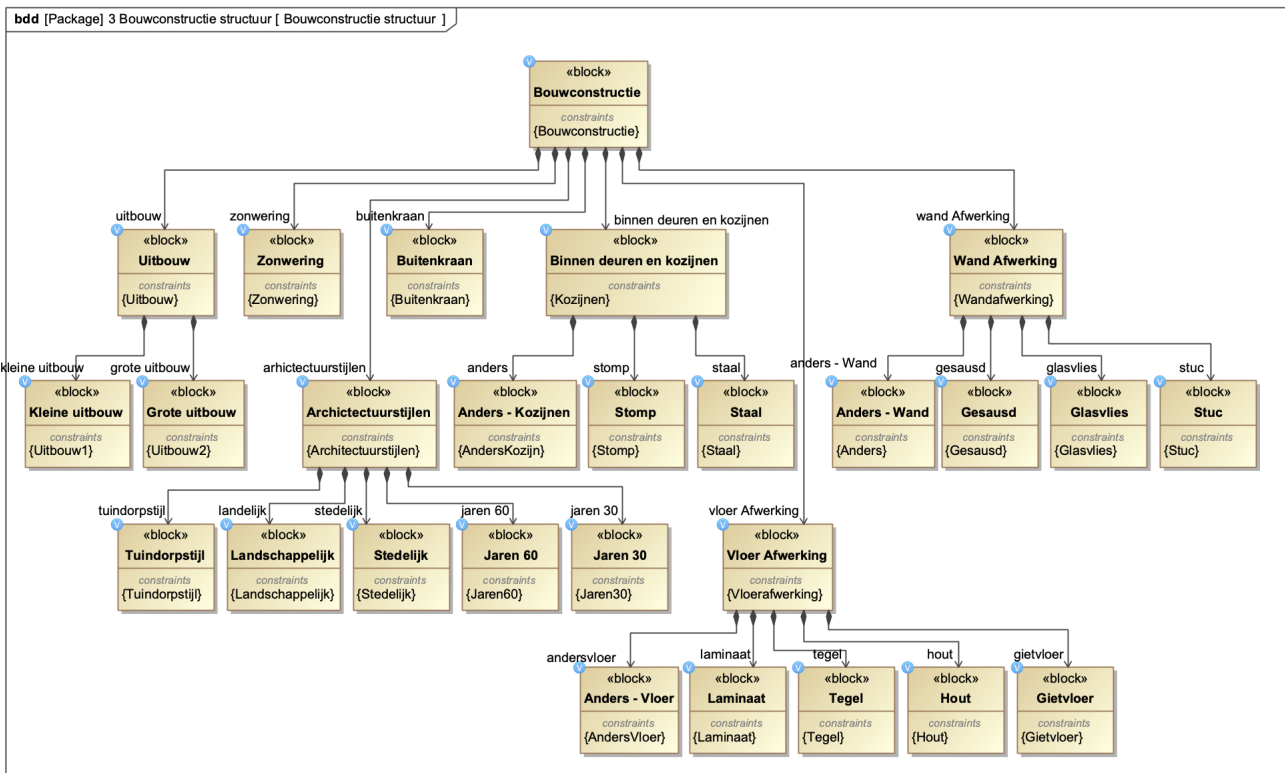 bdd [Package] 3 Bouwconstructie structuur [ Bouwconstructie structuur ]
«block»
Bouwconstructie
constraints
{Bouwconstructie}
uitbouw
zonwering
buitenkraan
binnen deuren en kozijnen
wand Afwerking
«block»
Uitbouw
constraints
{Uitbouw}
«block»
Zonwering
constraints
{Zonwering}
«block»
Buitenkraan
constraints
{Buitenkraan}
«block»
Binnen deuren en kozijnen
constraints
{Kozijnen}
«block»
Wand Afwerking
constraints
{Wandafwerking}
kleine uitbouw
grote uitbouw
arhictectuurstijlen
anders
stomp
staal
anders - Wand
gesausd
glasvlies
stuc
«block»
Kleine uitbouw
constraints
{Uitbouw1}
«block»
Grote uitbouw
constraints
{Uitbouw2}
«block»
Archictectuurstijlen
constraints
{Architectuurstijlen}
«block»
Anders - Kozijnen
constraints
{AndersKozijn}
«block»
Stomp
constraints
{Stomp}
«block»
Staal
constraints
{Staal}
«block»
Anders - Wand
constraints
{Anders}
«block»
Gesausd
constraints
{Gesausd}
«block»
Glasvlies
constraints
{Glasvlies}
«block»
Stuc
constraints
{Stuc}
tuindorpstijl
landelijk
stedelijk
jaren 60
jaren 30
vloer Afwerking
«block»
Tuindorpstijl
constraints
{Tuindorpstijl}
«block»
Landschappelijk
constraints
{Landschappelijk}
«block»
Stedelijk
constraints
{Stedelijk}
«block»
Jaren 60
constraints
{Jaren60}
«block»
Jaren 30
constraints
{Jaren30}
«block»
Vloer Afwerking
constraints
{Vloerafwerking}
andersvloer
laminaat
tegel
hout
gietvloer
«block»
Anders - Vloer
constraints
{AndersVloer}
«block»
Laminaat
constraints
{Laminaat}
«block»
Tegel
constraints
{Tegel}
«block»
Hout
constraints
{Hout}
«block»
Gietvloer
constraints
{Gietvloer}